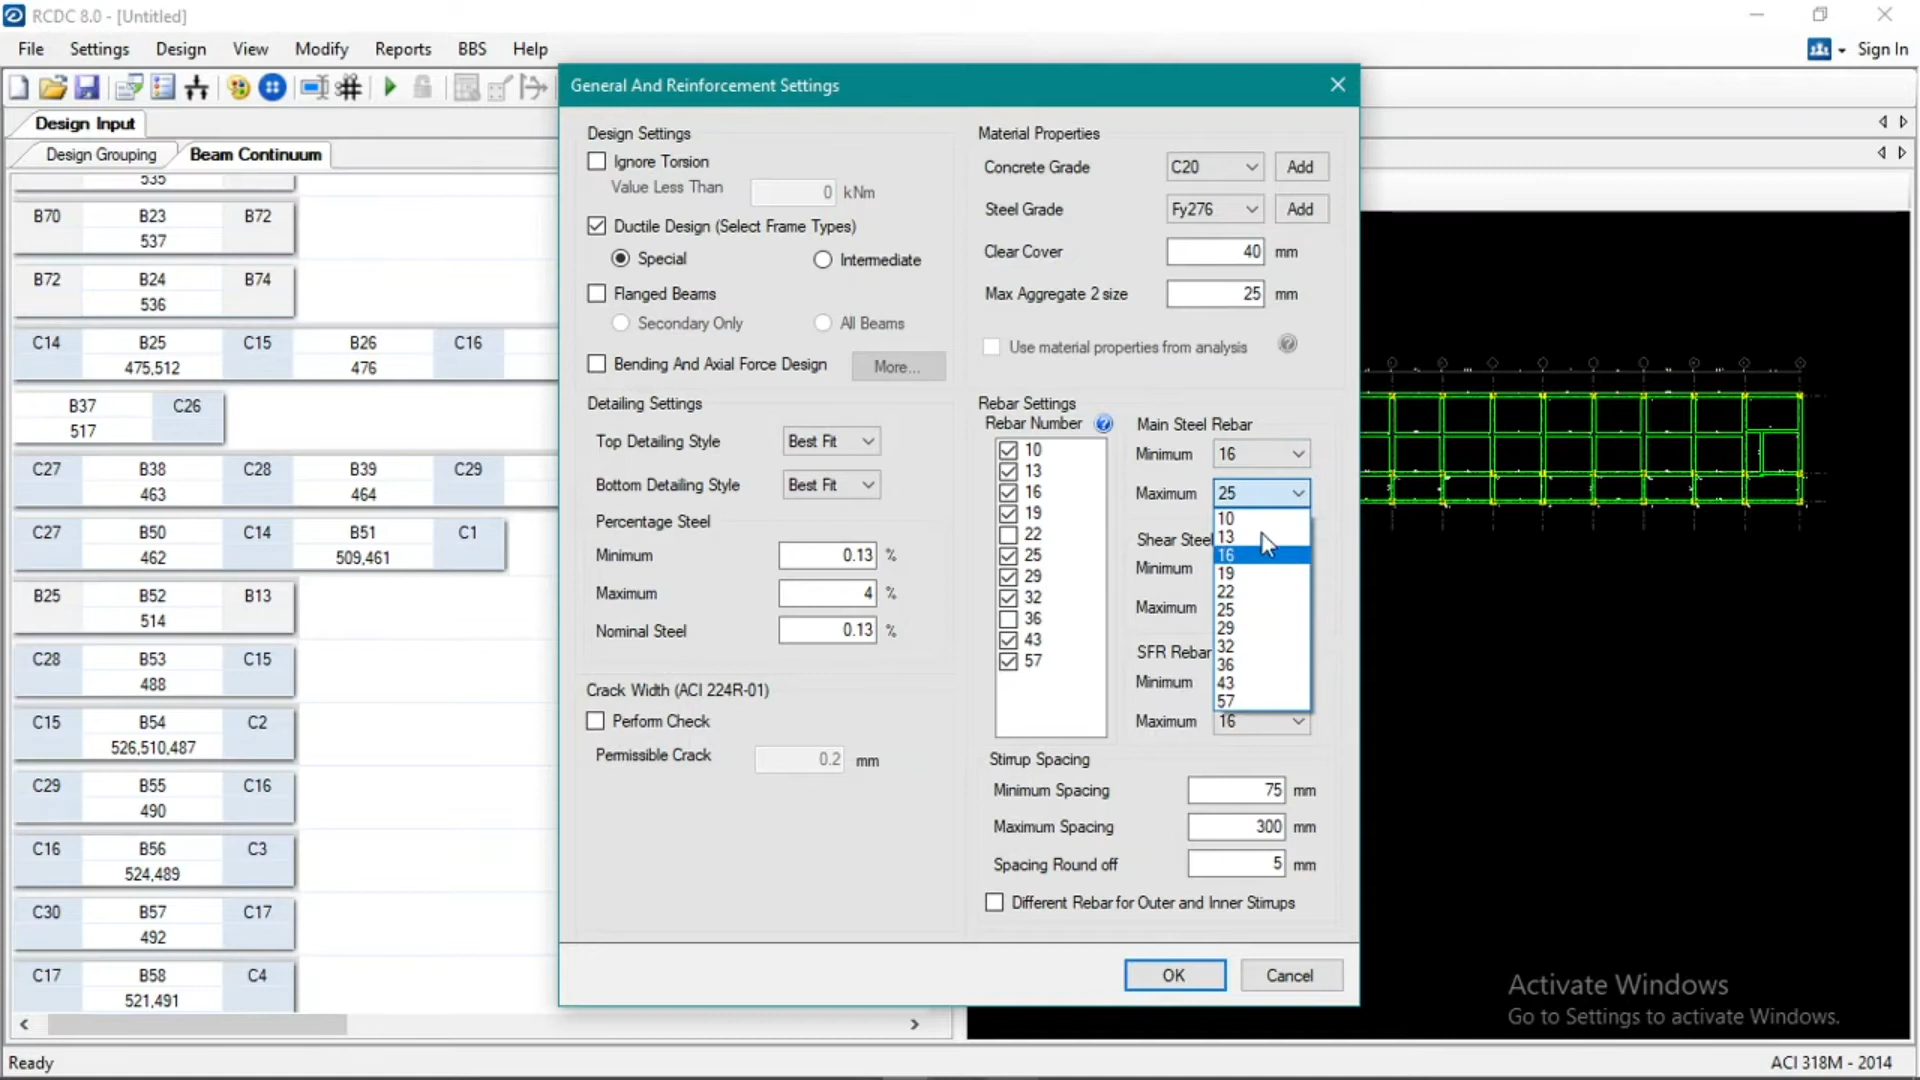 RCDC 8.0 - [Untitled]
File Settings Design View Modify Reports BBS Help
Sign In
Design Input
Design Grouping Beam Continuum
535
B70 B23 B72
537
B72 B24 B74
536
C14 B25 C15 B26 C16
475,512 476
B37 C26
517
C27 B38 C28 B39 C29
463 464
C27 B50 C14 B51 C1
462 509,461
B25 B52 B13
514
C28 B53 C15
488
C15 B54 C2
526,510,487
C29 B55 C16
490
C16 B56 C3
524,489
C30 B57 C17
492
C17 B58 C4
521,491
General And Reinforcement Settings
Design Settings
Ignore Torsion
Value Less Than 0 kNm
Ductile Design (Select Frame Types)
Special Intermediate
Flanged Beams
Secondary Only All Beams
Bending And Axial Force Design More...
Detailing Settings
Top Detailing Style Best Fit
Bottom Detailing Style Best Fit
Percentage Steel
Minimum 0.13 %
Maximum 4 %
Nominal Steel 0.13 %
Crack Width (ACI 224R-01)
Perform Check
Permissible Crack 0.2 mm
Material Properties
Concrete Grade C20 Add
Steel Grade Fy276 Add
Clear Cover 40 mm
Max Aggregate 2 size 25 mm
Use material properties from analysis
Rebar Settings
Rebar Number
10
13
16
19
22
25
29
32
36
43
57
Main Steel Rebar
Minimum 16
Maximum 25
10
13
16
19
22
25
29
32
36
43
57
Shear Steel
Minimum
Maximum
SFR Rebar
Minimum
Maximum 16
Stirrup Spacing
Minimum Spacing 75 mm
Maximum Spacing 300 mm
Spacing Round off 5 mm
Different Rebar for Outer and Inner Stirrups
OK Cancel
Activate Windows
Go to Settings to activate Windows.
Ready
ACI 318M - 2014